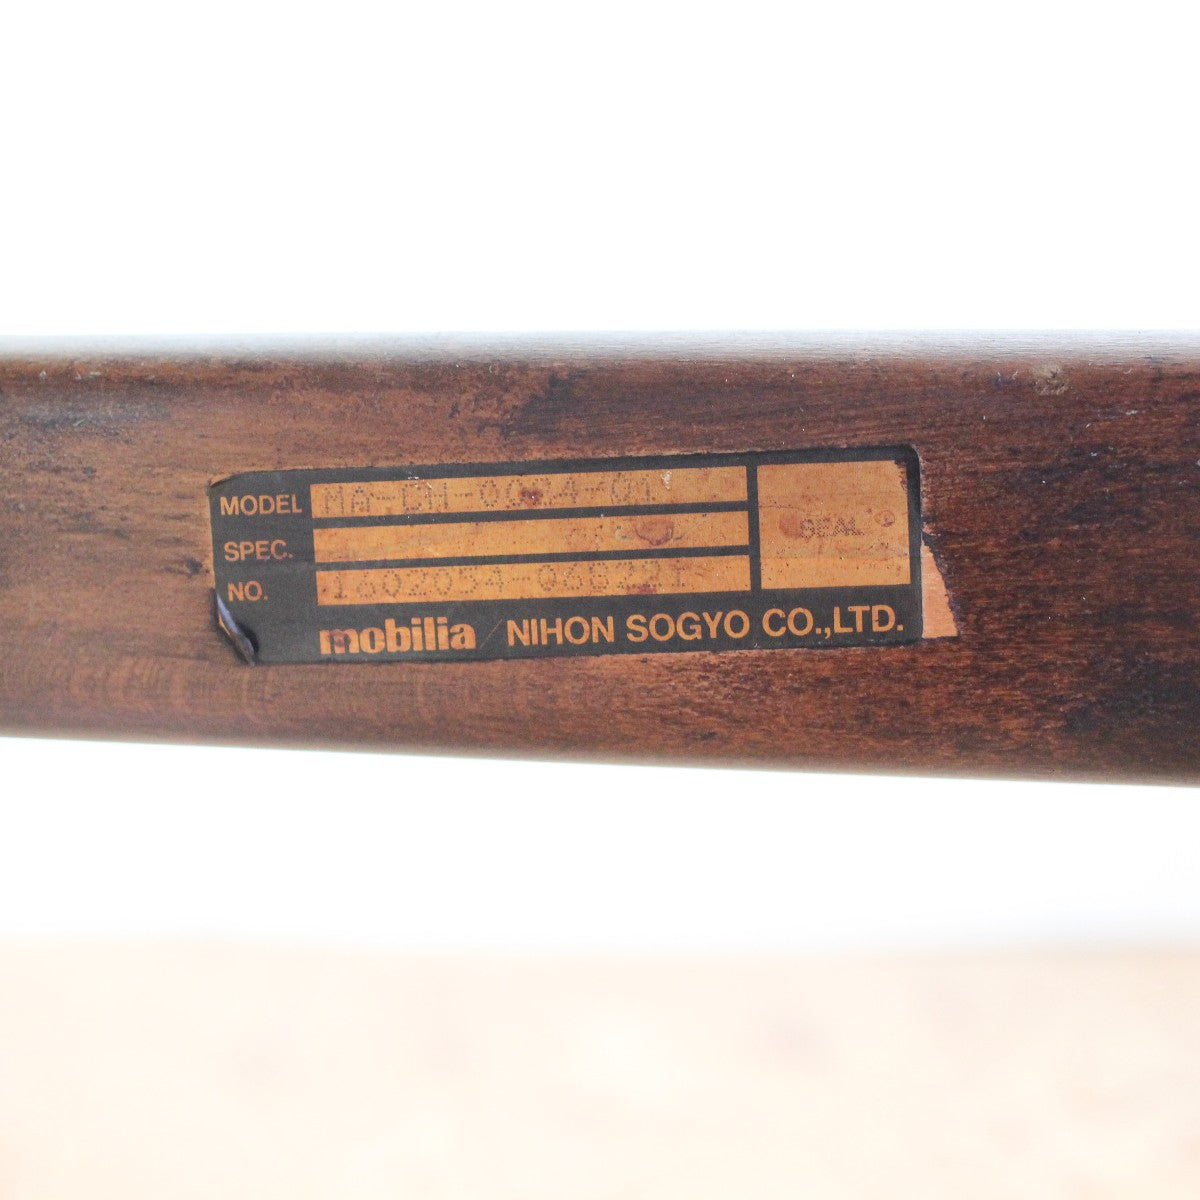 MODEL
SPEC.
NO.
SEAL
mobilia / NIHON SOGYO CO.,LTD.